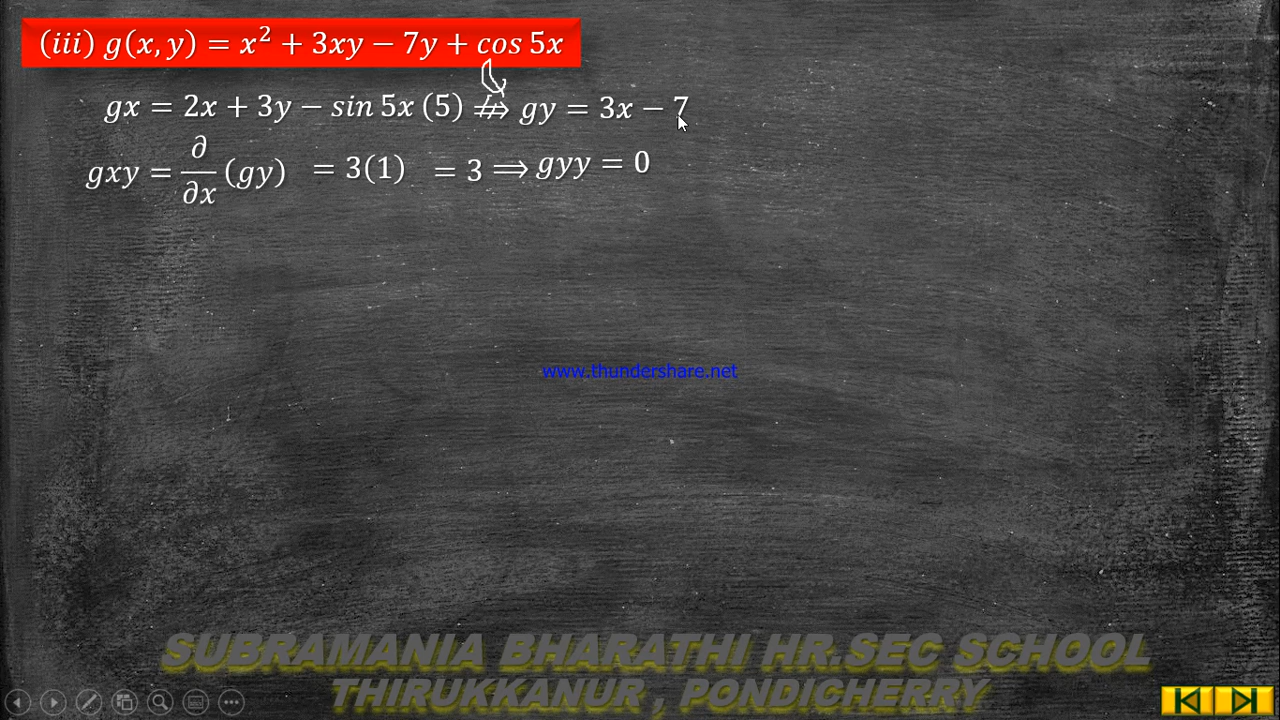 (iii) g(x, y) = x² + 3xy − 7y + cos 5x
gx = 2x + 3y − sin 5x (5) ⟹ gy = 3x − 7
gxy = ∂/∂x (gy) = 3(1) = 3 ⟹ gyy = 0
www.thundershare.net
SUBRAMANIA BHARATHI HR.SEC SCHOOL
THIRUKKANUR , PONDICHERRY